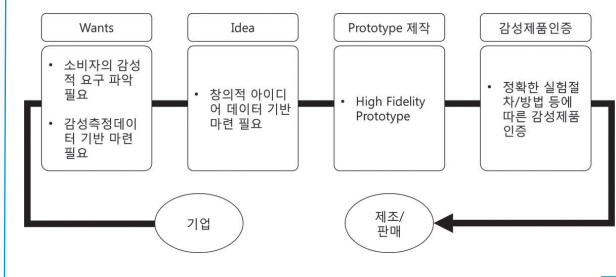 Wants
• 소비자의 감성
적 요구 파악
필요
• 감성측정데이
터 기반 마련
필요
Idea
• 창의적 아이디
어 데이터 기반
마련 필요
Prototype 제작
• High Fidelity
Prototype
감성제품인증
• 정확한 실험절
차/방법 등에
따른 감성제품
인증
기업
제조/
판매